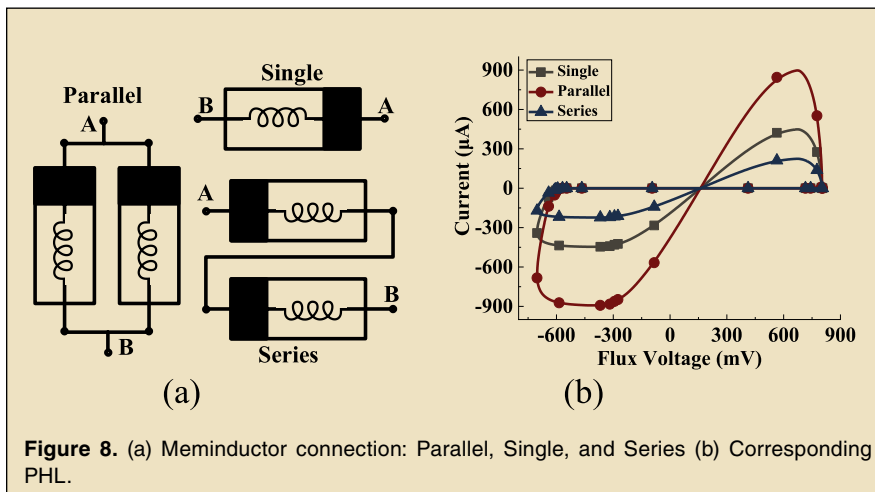 Parallel
A
B
Single
B
A
A
B
Series
(a)
900
600
300
0
-300
-600
-900
Current (µA)
Single
Parallel
Series
-600
-300
0
300
600
900
Flux Voltage (mV)
(b)
Figure 8. (a) Meminductor connection: Parallel, Single, and Series (b) Corresponding
PHL.